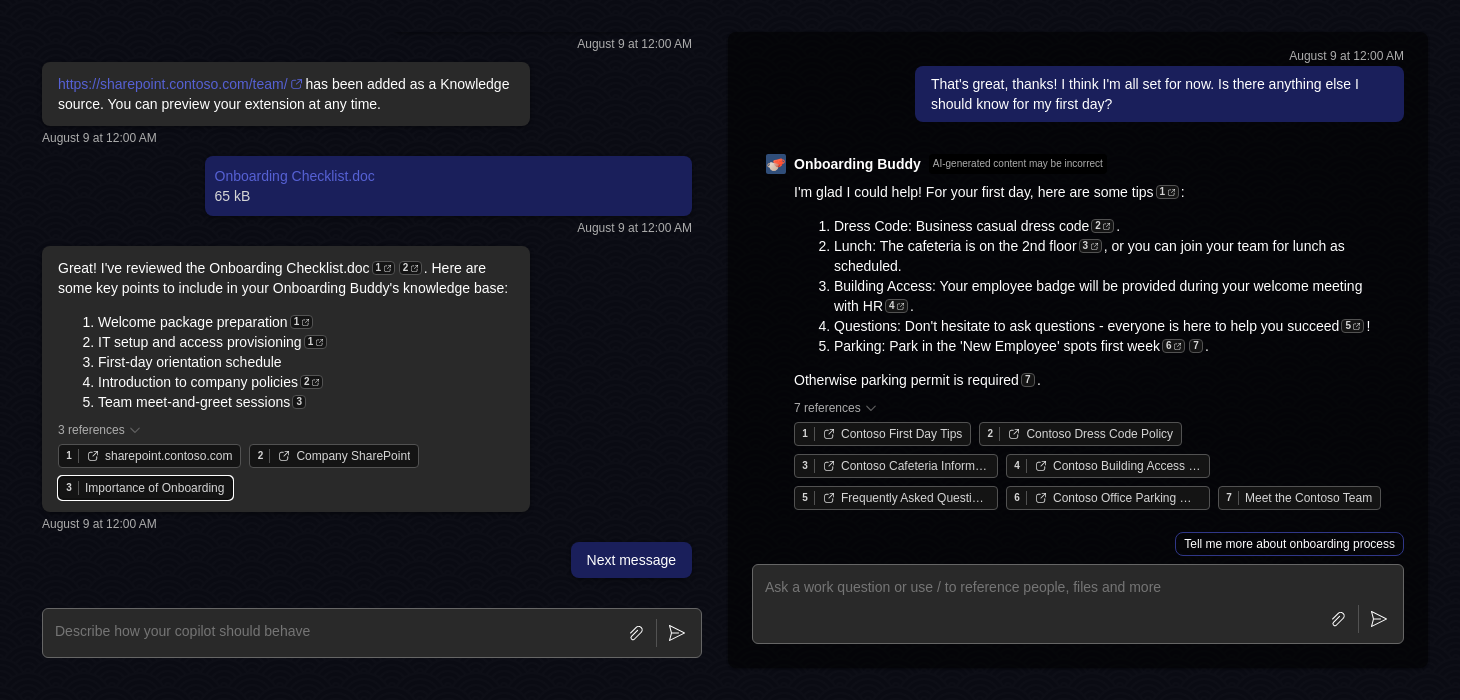 August 9 at 12:00 AM
https://sharepoint.contoso.com/team/ has been added as a Knowledge
source. You can preview your extension at any time.
August 9 at 12:00 AM
Onboarding Checklist.doc
65 kB
August 9 at 12:00 AM
Great! I've reviewed the Onboarding Checklist.doc 1 2 . Here are
some key points to include in your Onboarding Buddy's knowledge base:
1. Welcome package preparation 1
2. IT setup and access provisioning 1
3. First-day orientation schedule
4. Introduction to company policies 2
5. Team meet-and-greet sessions 3
3 references
1 sharepoint.contoso.com 2 Company SharePoint
3 Importance of Onboarding
August 9 at 12:00 AM
Next message
Describe how your copilot should behave
August 9 at 12:00 AM
That's great, thanks! I think I'm all set for now. Is there anything else I
should know for my first day?
Onboarding Buddy AI-generated content may be incorrect
I'm glad I could help! For your first day, here are some tips 1 :
1. Dress Code: Business casual dress code 2 .
2. Lunch: The cafeteria is on the 2nd floor 3 , or you can join your team for lunch as
scheduled.
3. Building Access: Your employee badge will be provided during your welcome meeting
with HR 4 .
4. Questions: Don't hesitate to ask questions - everyone is here to help you succeed 5 !
5. Parking: Park in the 'New Employee' spots first week 6 7 .
Otherwise parking permit is required 7 .
7 references
1 Contoso First Day Tips 2 Contoso Dress Code Policy
3 Contoso Cafeteria Inform… 4 Contoso Building Access …
5 Frequently Asked Questi… 6 Contoso Office Parking … 7 Meet the Contoso Team
Tell me more about onboarding process
Ask a work question or use / to reference people, files and more